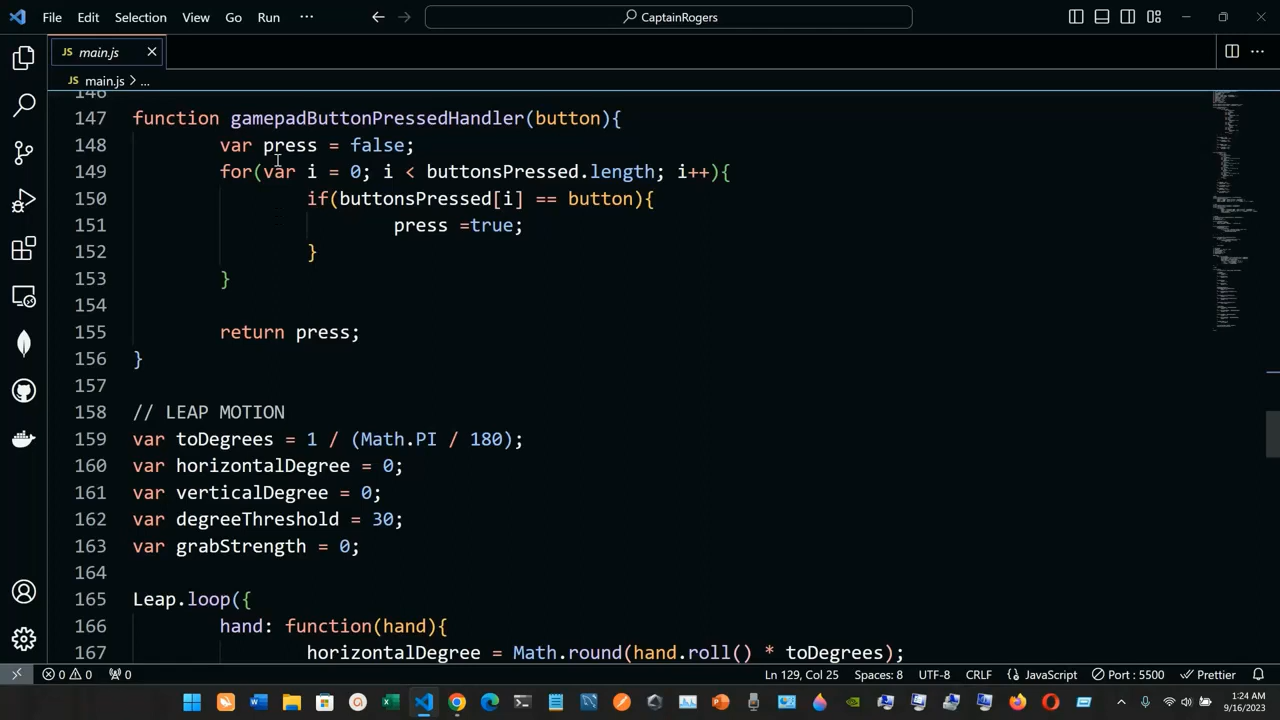 File Edit Selection View Go Run ··· CaptainRogers
JS main.js
JS main.js > ...
146
147 function gamepadButtonPressedHandler(button){
148 var press = false;
149 for(var i = 0; i < buttonsPressed.length; i++){
150 if(buttonsPressed[i] == button){
151 press =true;
152 }
153 }
154
155 return press;
156 }
157
158 // LEAP MOTION
159 var toDegrees = 1 / (Math.PI / 180);
160 var horizontalDegree = 0;
161 var verticalDegree = 0;
162 var degreeThreshold = 30;
163 var grabStrength = 0;
164
165 Leap.loop({
166 hand: function(hand){
167 horizontalDegree = Math.round(hand.roll() * toDegrees);
0 0 0 Ln 129, Col 25 Spaces: 8 UTF-8 CRLF {} JavaScript Port : 5500 Prettier
1:24 AM
9/16/2023